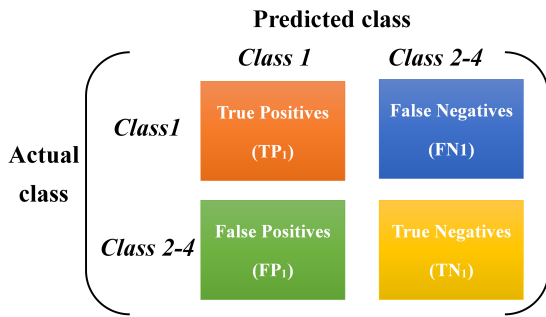 Predicted class
Class 1 Class 2-4
Actual class
Class1
True Positives
(TP₁)
False Negatives
(FN1)
Class 2-4
False Positives
(FP₁)
True Negatives
(TN₁)